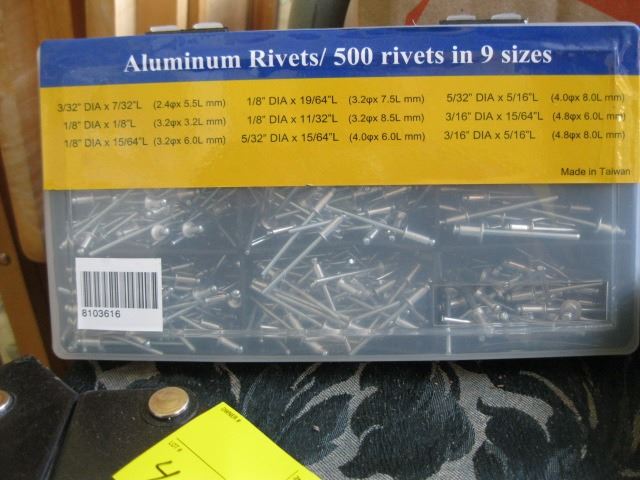 Aluminum Rivets/ 500 rivets in 9 sizes
3/32" DIA x 7/32"L (2.4φx 5.5L mm) 1/8" DIA x 19/64"L (3.2φx 7.5L mm) 5/32" DIA x 5/16"L (4.0φx 8.0L mm)
1/8" DIA x 1/8"L (3.2φx 3.2L mm) 1/8" DIA x 11/32"L (3.2φx 8.5L mm) 3/16" DIA x 15/64"L (4.8φx 6.0L mm)
1/8" DIA x 15/64"L (3.2φx 6.0L mm) 5/32" DIA x 15/64"L (4.0φx 6.0L mm) 3/16" DIA x 5/16"L (4.8φx 8.0L mm)
Made in Taiwan
8103616
OWNER #
LOT #
4